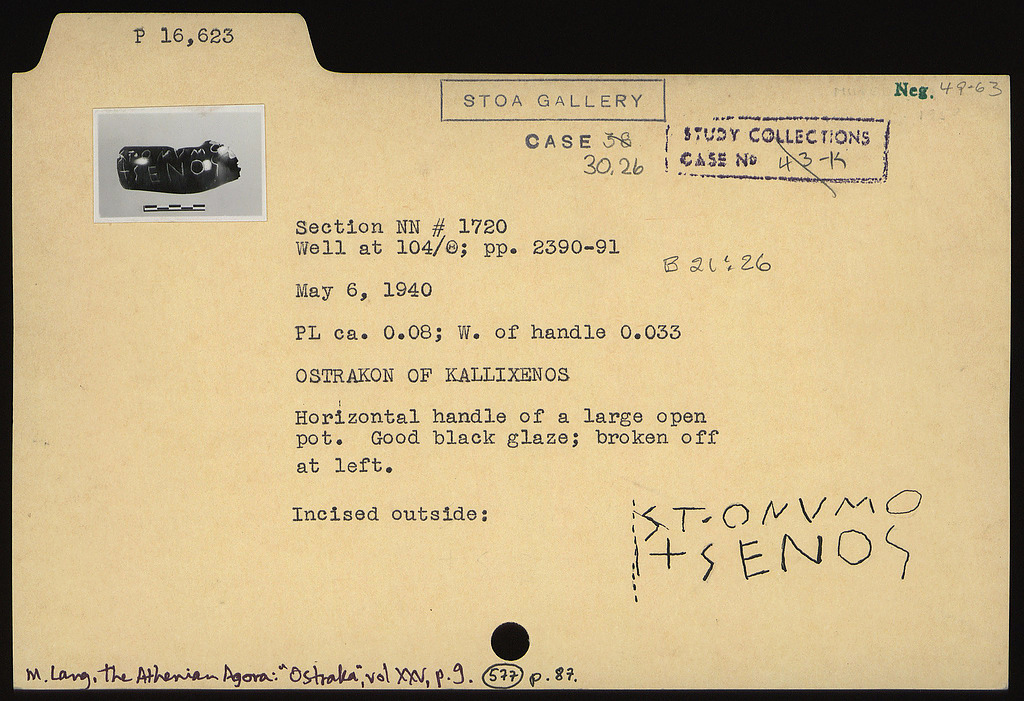 P 16,623
Neg. 49-63
STOA GALLERY
CASE 38
30.26
STUDY COLLECTIONS
CASE No 43-K
Section NN # 1720
Well at 104/Θ; pp. 2390-91
B 21:26
May 6, 1940
PL ca. 0.08; W. of handle 0.033
OSTRAKON OF KALLIXENOS
Horizontal handle of a large open
pot. Good black glaze; broken off
at left.
Incised outside:
ST·ONVMO
+SENOS
M. Lang, The Athenian Agora: "Ostraka", vol XXV, p. 9. 577 p. 87.